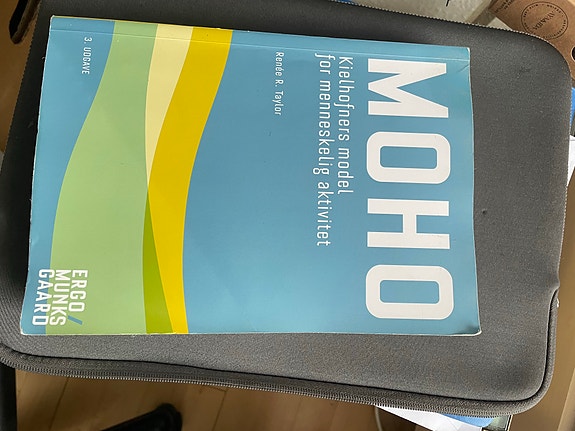 MOHO
Kielhofners model
for menneskelig aktivitet
Renée R. Taylor
3. UDGAVE
ERGO/
MUNKS
GAARD